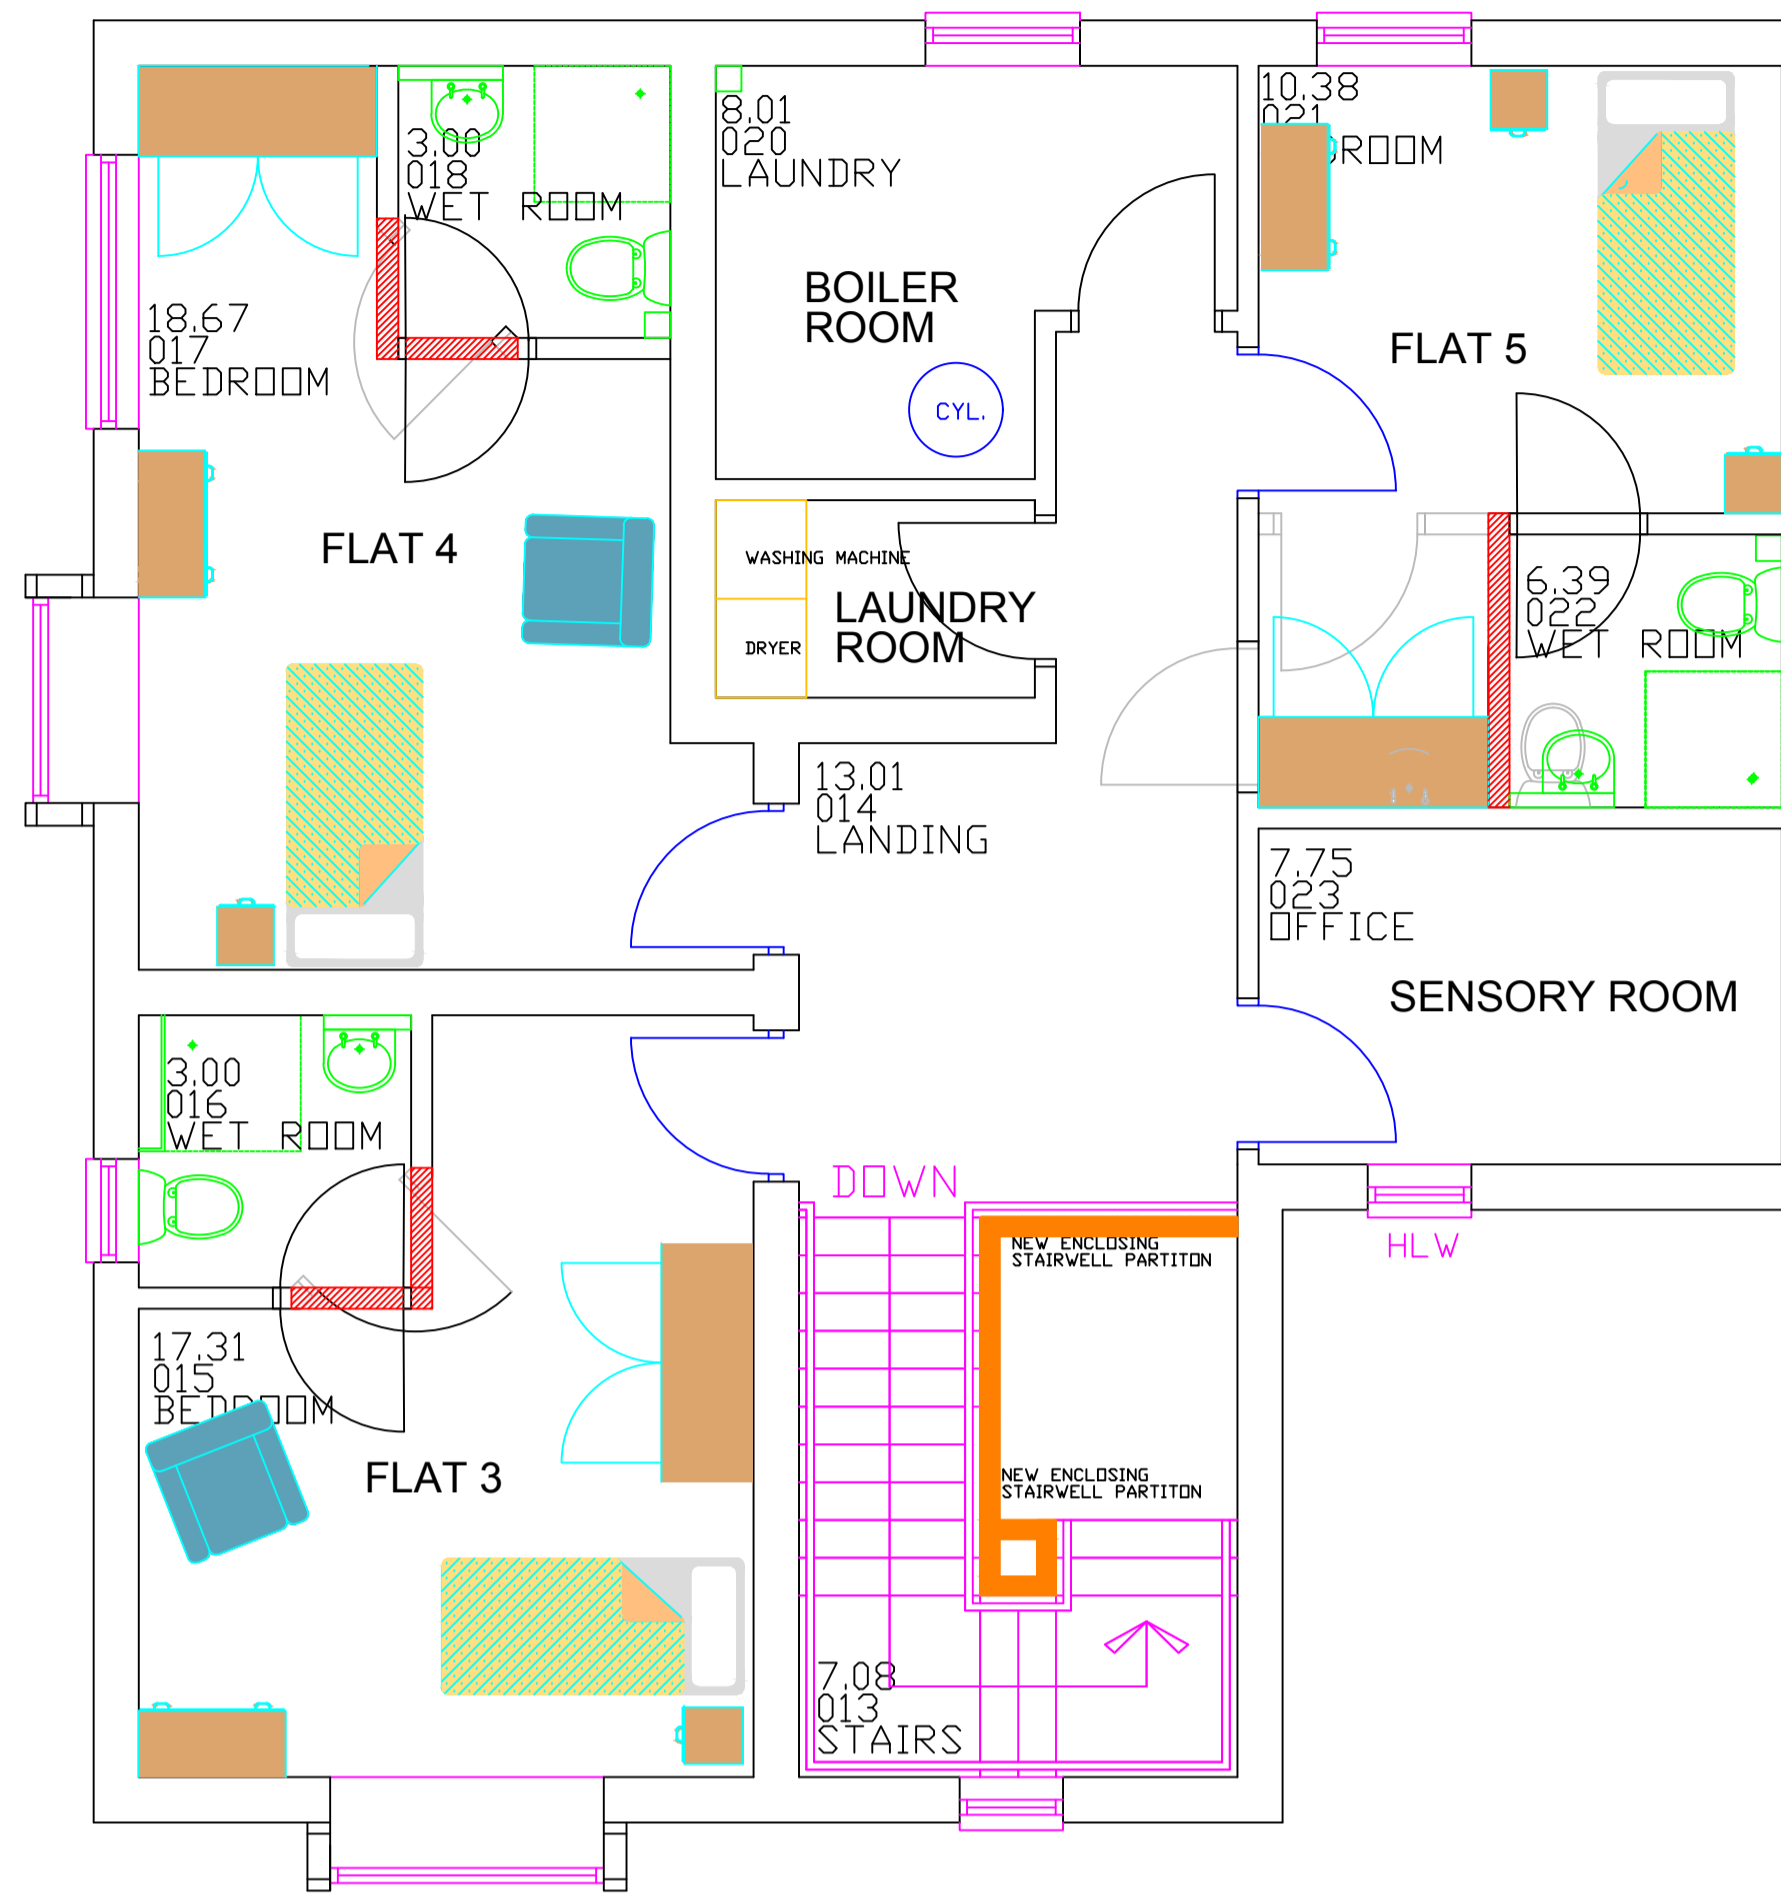 3.00
018
WET ROOM
8.01
020
LAUNDRY
10.38
021
BOILER
ROOM
CYL.
18.67
017
BEDROOM
FLAT 5
FLAT 4
WASHING MACHINE
LAUNDRY
ROOM
DRYER
6.39
022
WET ROOM
13.01
014
LANDING
7.75
023
OFFICE
SENSORY ROOM
3.00
016
WET ROOM
DOWN
HLW
NEW ENCLOSING
STAIRWELL PARTITON
17.31
015
BEDROOM
FLAT 3
NEW ENCLOSING
STAIRWELL PARTITON
7.08
013
STAIRS